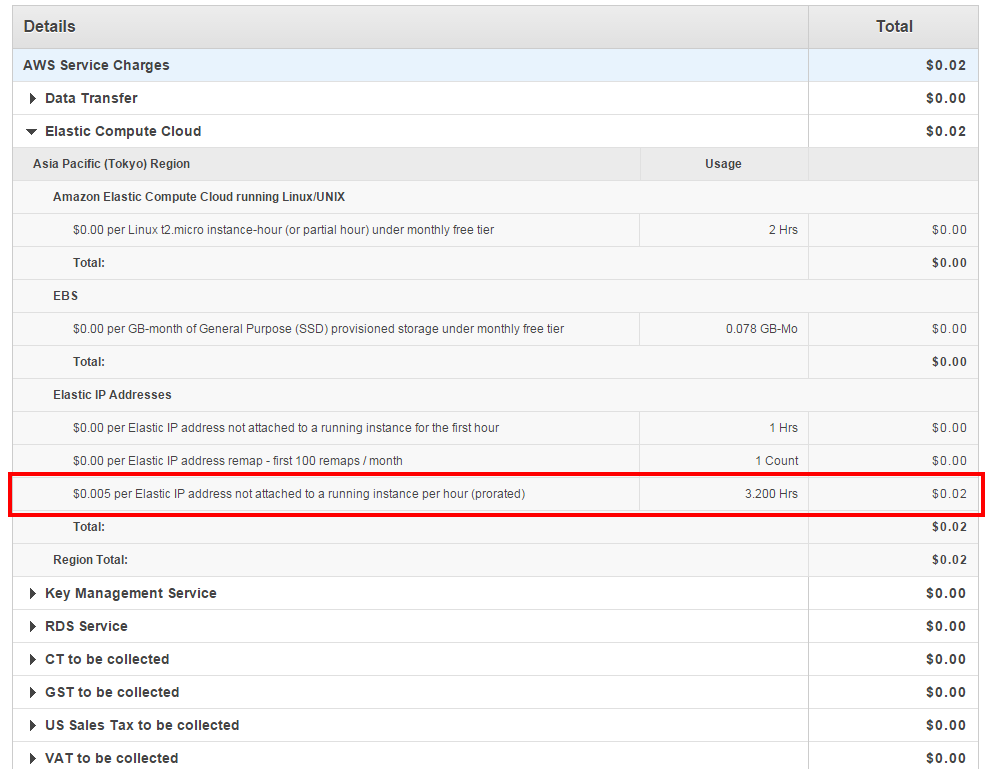 Details Total
AWS Service Charges $0.02
Data Transfer $0.00
Elastic Compute Cloud $0.02
Asia Pacific (Tokyo) Region Usage
Amazon Elastic Compute Cloud running Linux/UNIX
$0.00 per Linux t2.micro instance-hour (or partial hour) under monthly free tier 2 Hrs $0.00
Total: $0.00
EBS
$0.00 per GB-month of General Purpose (SSD) provisioned storage under monthly free tier 0.078 GB-Mo $0.00
Total: $0.00
Elastic IP Addresses
$0.00 per Elastic IP address not attached to a running instance for the first hour 1 Hrs $0.00
$0.00 per Elastic IP address remap - first 100 remaps / month 1 Count $0.00
$0.005 per Elastic IP address not attached to a running instance per hour (prorated) 3.200 Hrs $0.02
Total: $0.02
Region Total: $0.02
Key Management Service $0.00
RDS Service $0.00
CT to be collected $0.00
GST to be collected $0.00
US Sales Tax to be collected $0.00
VAT to be collected $0.00